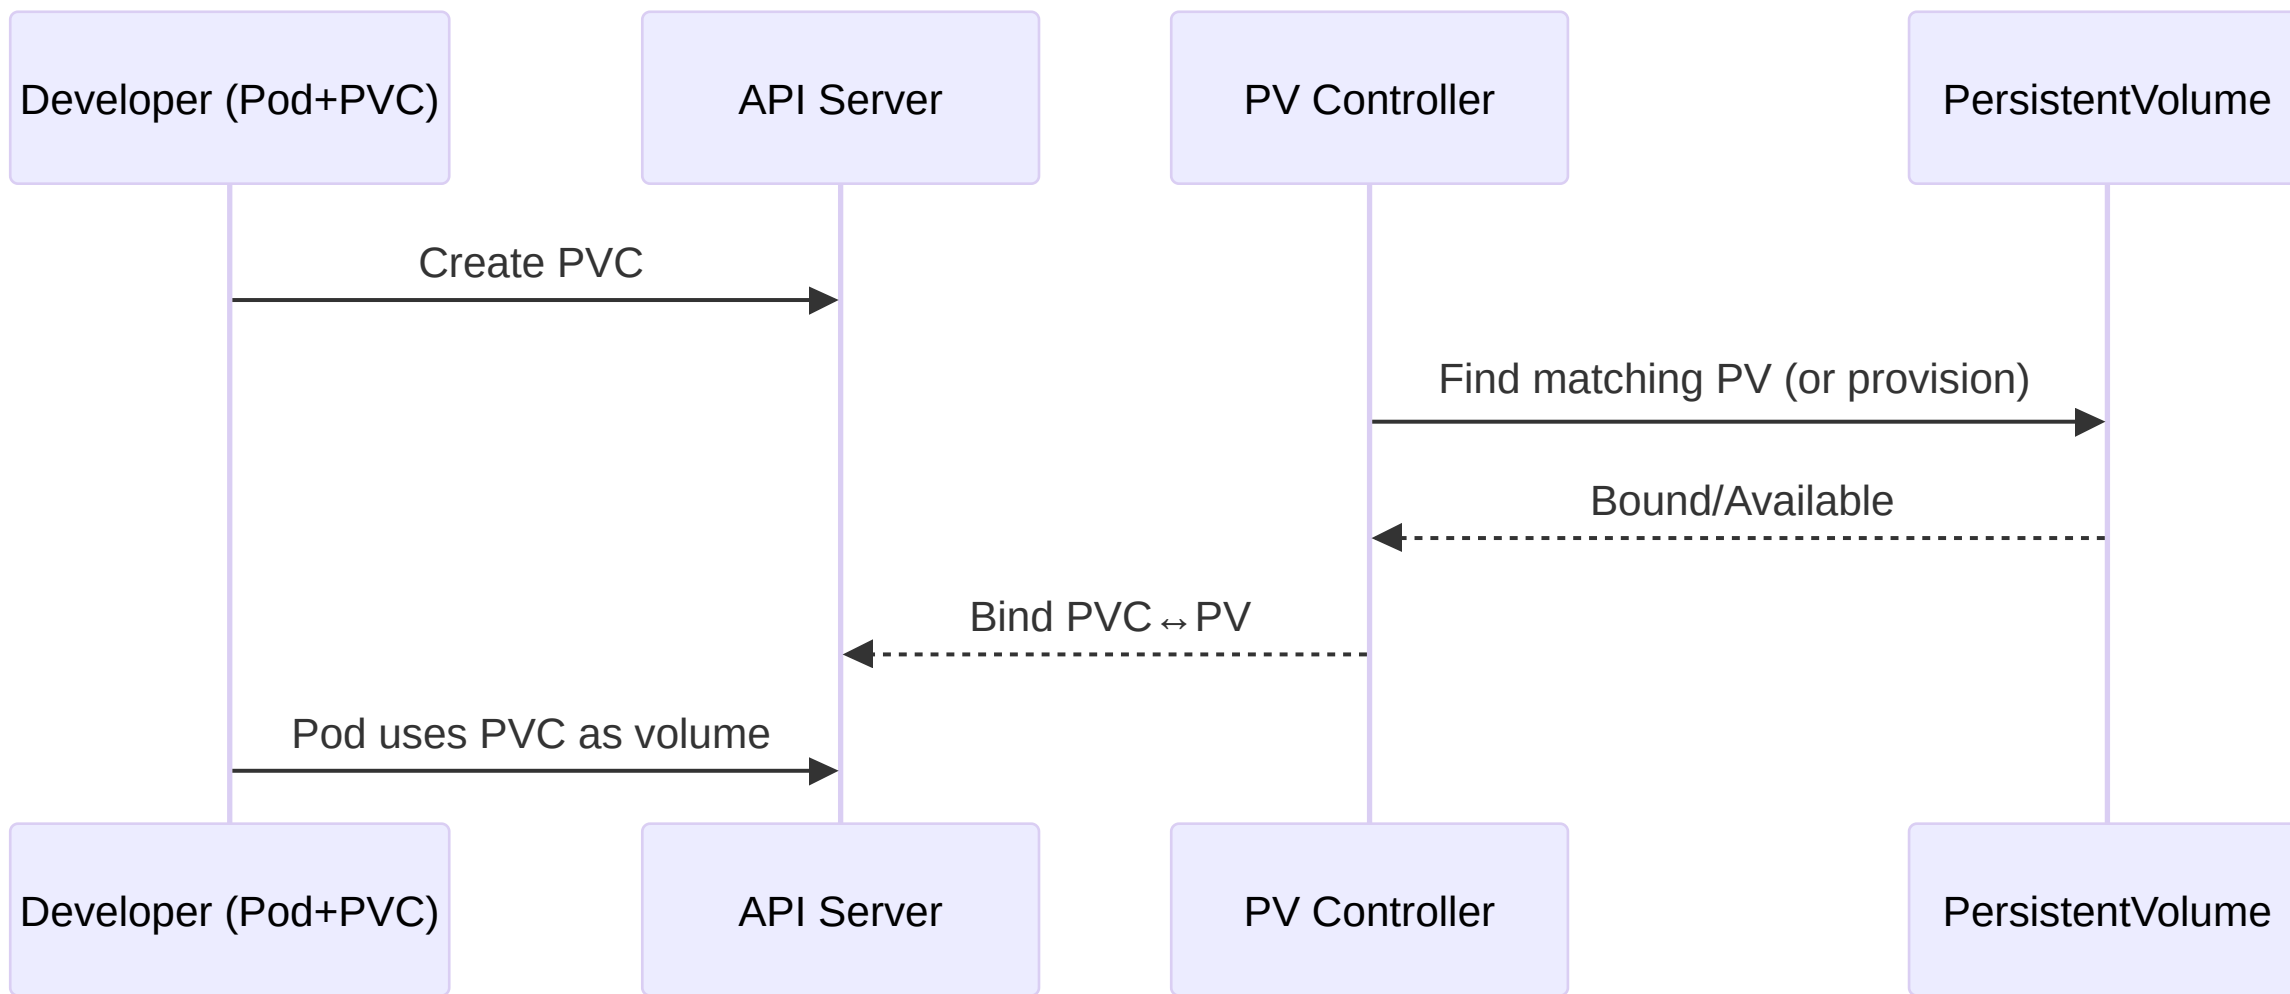 Developer (Pod+PVC)
API Server
PV Controller
PersistentVolume
Create PVC
Find matching PV (or provision)
Bound/Available
Bind PVC↔PV
Pod uses PVC as volume
Developer (Pod+PVC)
API Server
PV Controller
PersistentVolume